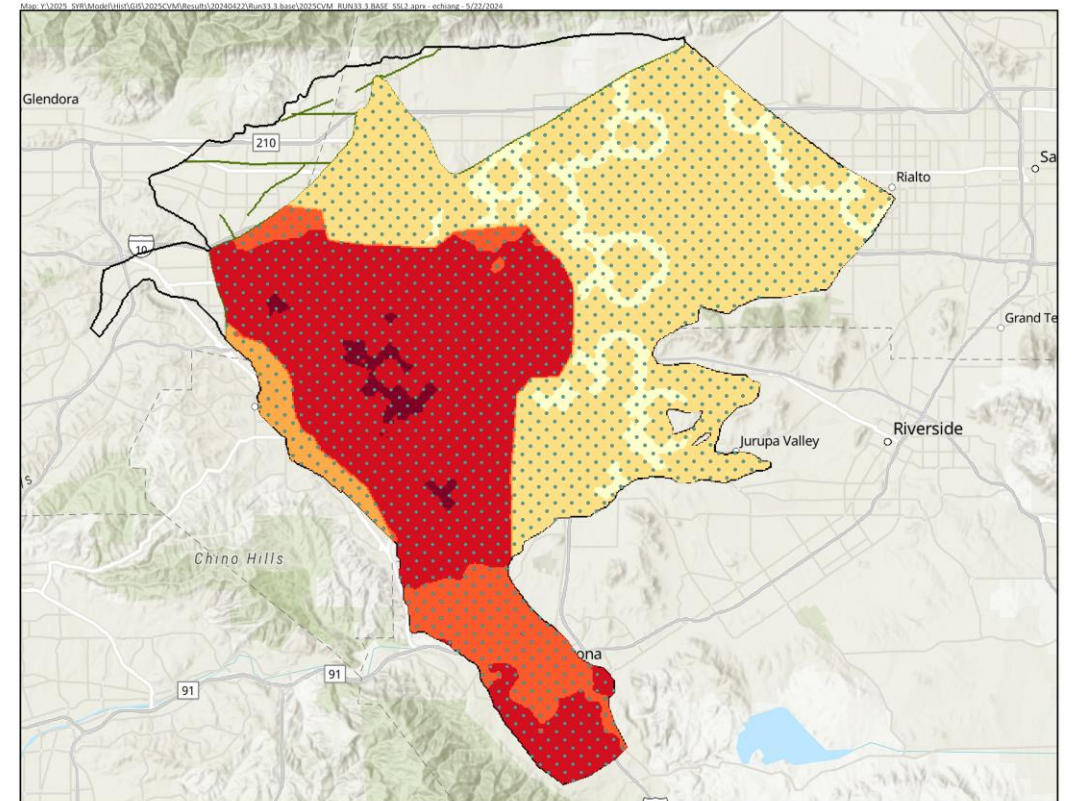 Map: Y:\2025_SYR\Model\Hist\GIS\2025CVM\Results\20240422\Run33.3.base\2025CVM_RUN33.3.BASE_SSL2.aprx - echiang - 5/22/2024
Glendora
210
Sa
Rialto
10
Grand Te
Riverside
Jurupa Valley
S
Chino Hills
ona
91
91